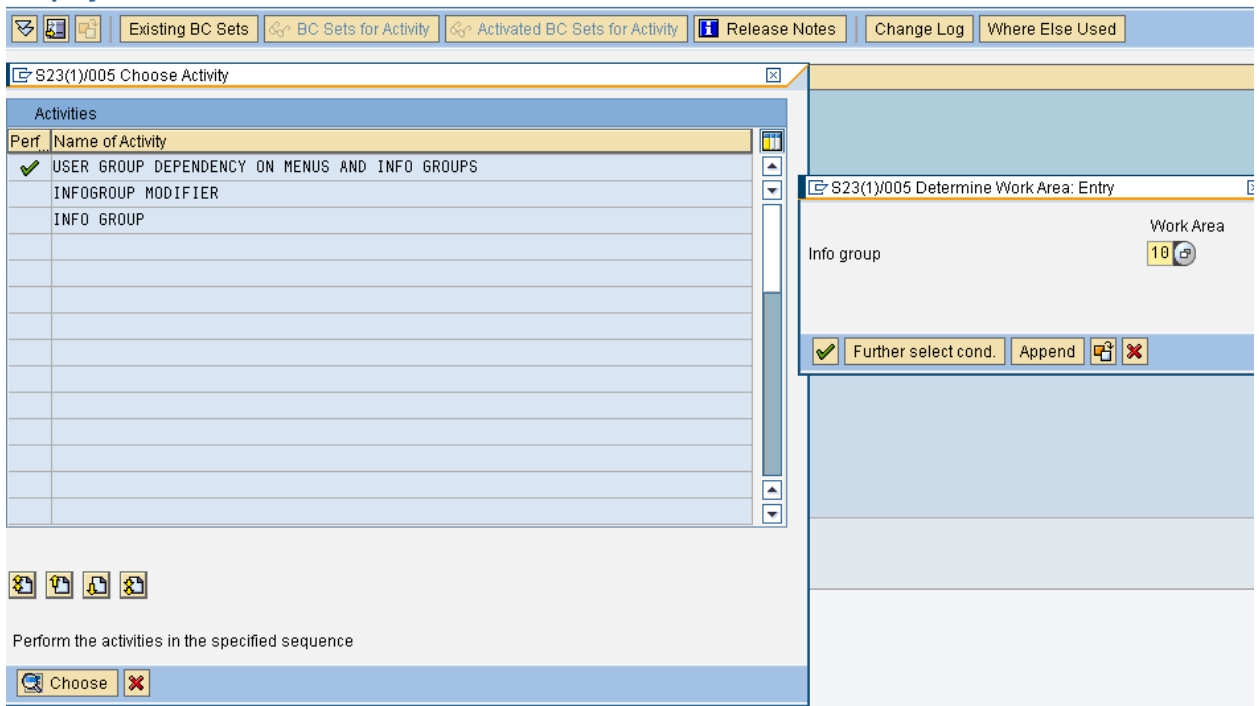 Existing BC Sets BC Sets for Activity Activated BC Sets for Activity Release Notes Change Log Where Else Used
S23(1)/005 Choose Activity
Activities
Perf... Name of Activity
USER GROUP DEPENDENCY ON MENUS AND INFO GROUPS
INFOGROUP MODIFIER
INFO GROUP
S23(1)/005 Determine Work Area: Entry
Work Area
Info group 10
Further select cond. Append
Perform the activities in the specified sequence
Choose